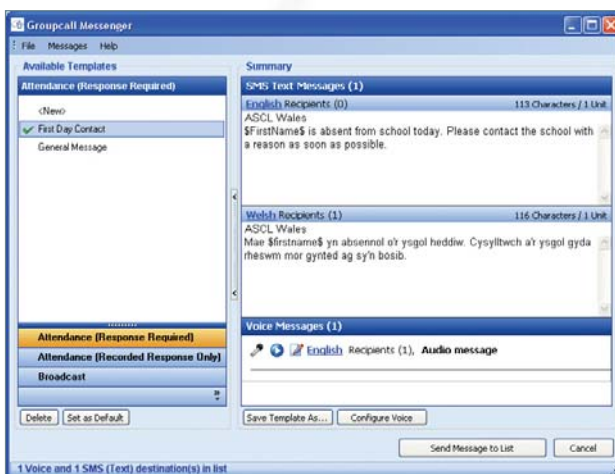 Groupcall Messenger
File Messages Help
Available Templates
Attendance (Response Required)
<New>
First Day Contact
General Message
Attendance (Response Required)
Attendance (Recorded Response Only)
Broadcast
Delete Set as Default
Summary
SMS Text Messages (1)
English Recipients (0) 113 Characters / 1 Unit
ASCL Wales
$FirstName$ is absent from school today. Please contact the school with
a reason as soon as possible.
Welsh Recipients (1) 116 Characters / 1 Unit
ASCL Wales
Mae $firstname$ yn absennol o'r ysgol heddiw. Cysylltwch a'r ysgol gyda
rheswm mor gynted ag sy'n bosib.
Voice Messages (1)
English Recipients (1), Audio message
Save Template As... Configure Voice
Send Message to List Cancel
1 Voice and 1 SMS (Text) destination(s) in list